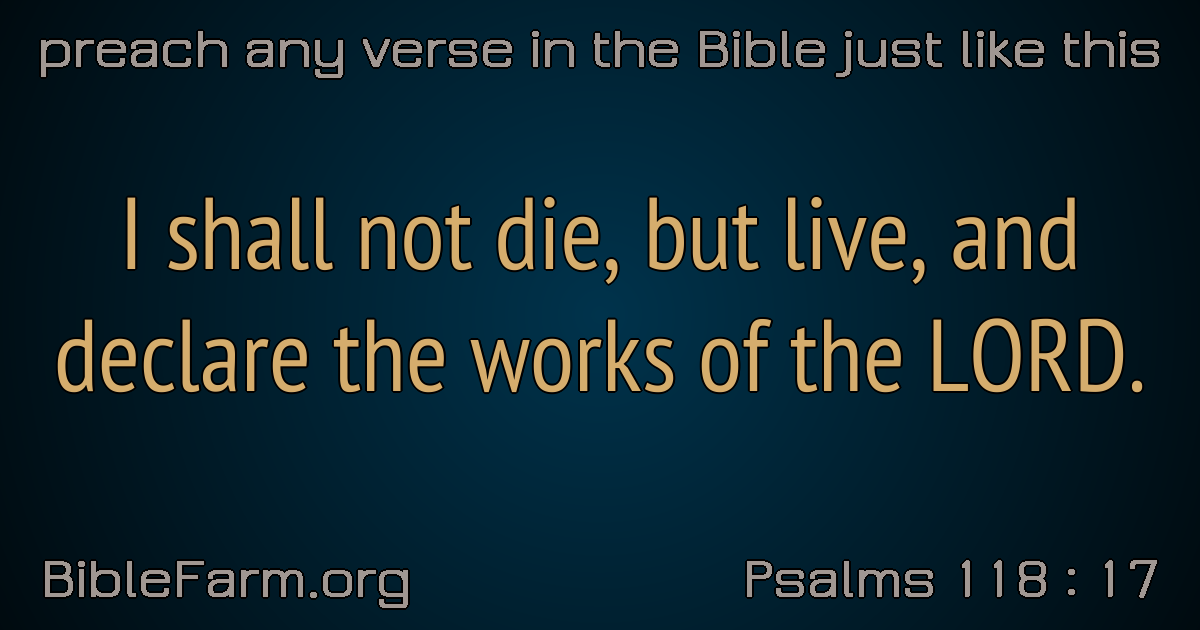 preach any verse in the Bible just like this
I shall not die, but live, and
declare the works of the LORD.
BibleFarm.org
Psalms 118 : 17